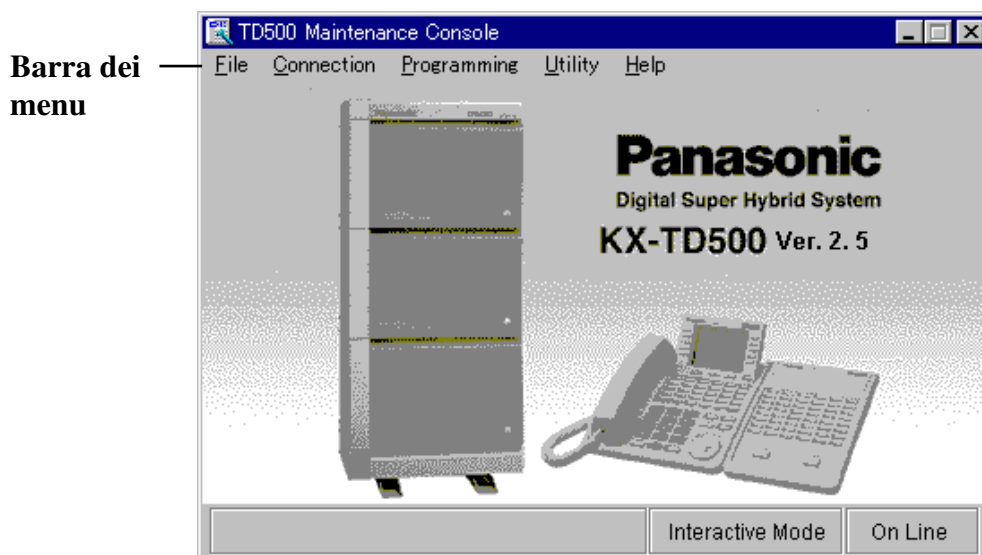 TD500 Maintenance Console
Barra dei
menu
File Connection Programming Utility Help
Panasonic
Digital Super Hybrid System
KX-TD500 Ver. 2. 5
Interactive Mode On Line